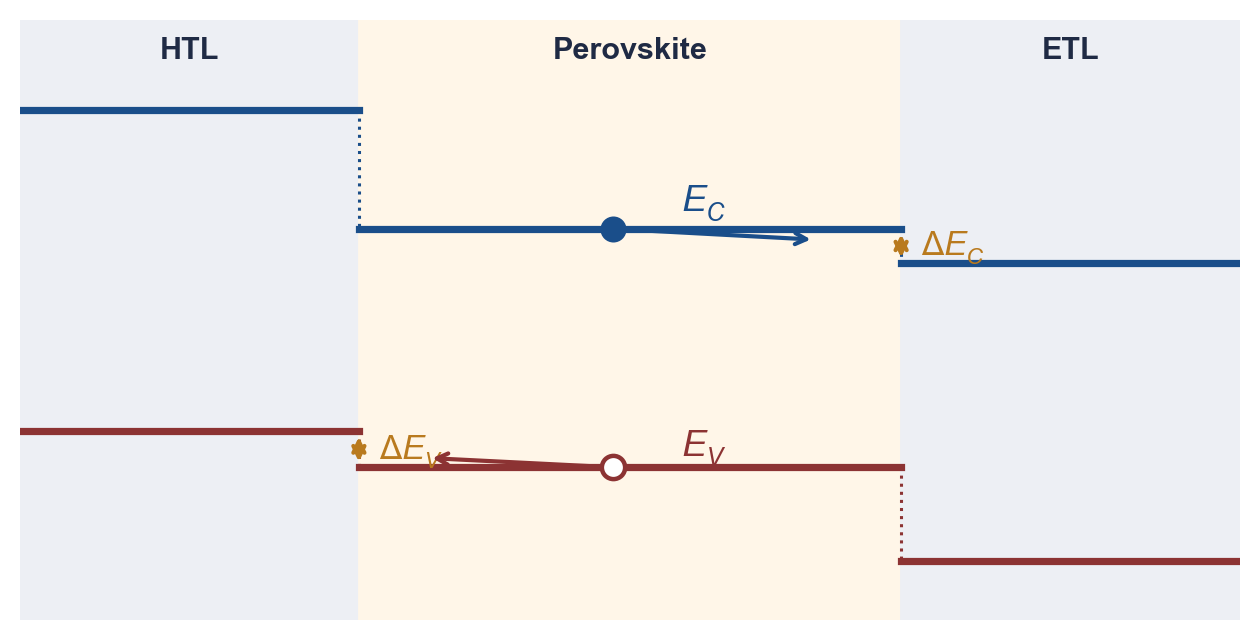 HTL Perovskite ETL
E_C
ΔE_C
ΔE_V E_V